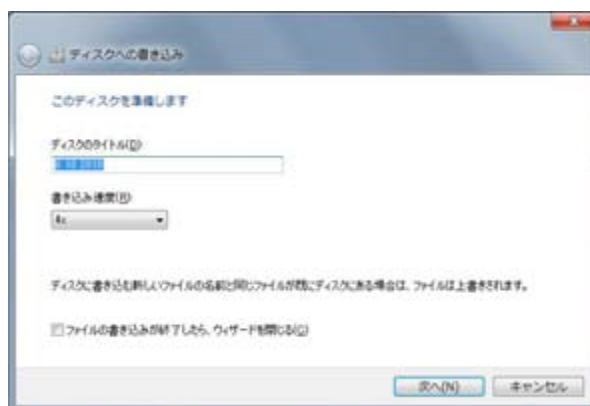 ディスクへの書き込み
このディスクを準備します
ディスクのタイトル(D)
書き込み速度(R)
4x
ディスクに書き込む新しいファイルの名前と同じファイルが既にディスクにある場合は、ファイルは上書きされます。
ファイルの書き込みが終了したら、ウィザードを閉じる(C)
次へ(N)
キャンセル